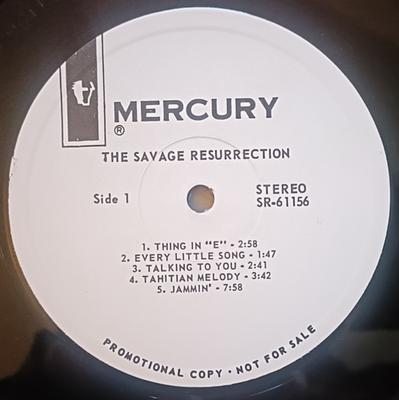 MERCURY
®
THE SAVAGE RESURRECTION
Side 1
STEREO
SR-61156
1. THING IN "E" - 2:58
2. EVERY LITTLE SONG - 1:47
3. TALKING TO YOU - 2:41
4. TAHITIAN MELODY - 3:42
5. JAMMIN' - 7:58
PROMOTIONAL COPY • NOT FOR SALE